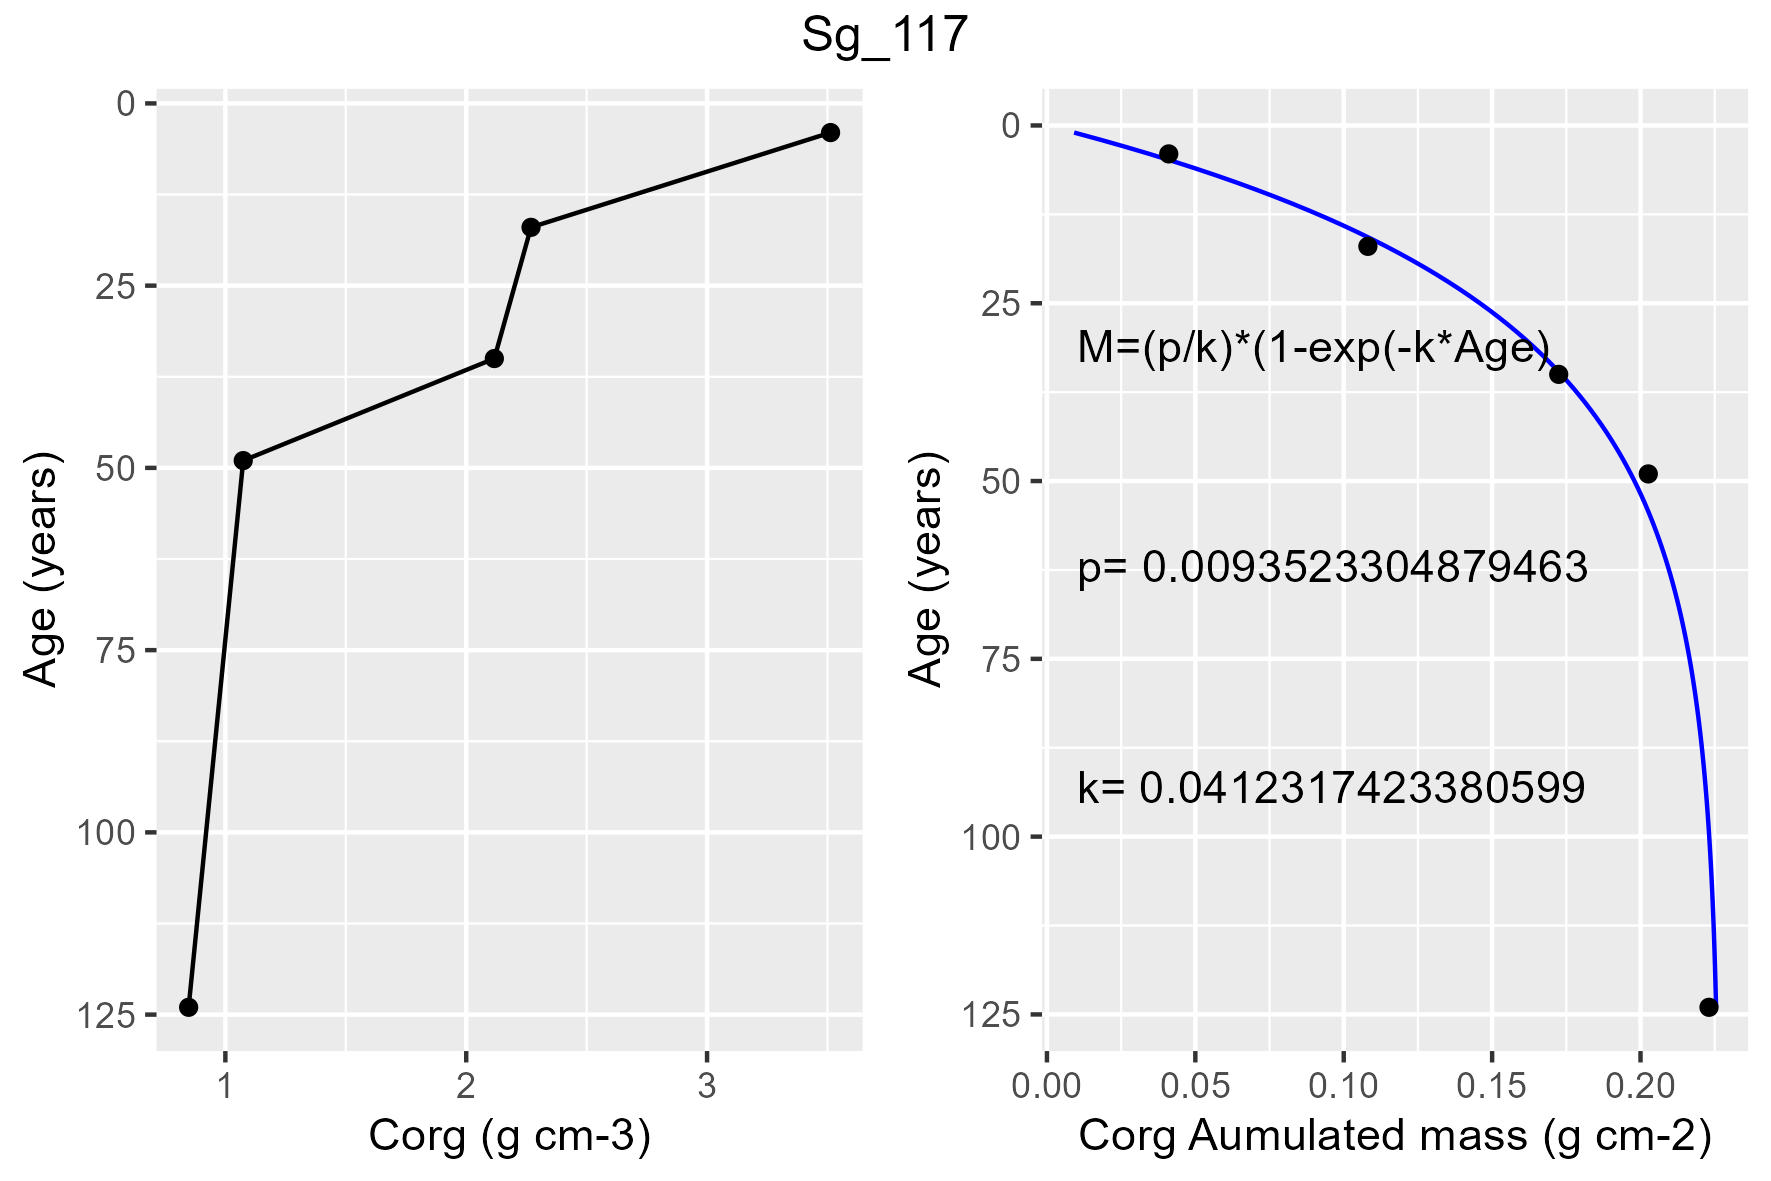 Sg_117
0
25
50
75
100
125
Age (years)
1
2
3
Corg (g cm-3)
0
25
50
75
100
125
Age (years)
M=(p/k)*(1-exp(-k*Age)
p= 0.0093523304879463
k= 0.0412317423380599
0.00
0.05
0.10
0.15
0.20
Corg Aumulated mass (g cm-2)